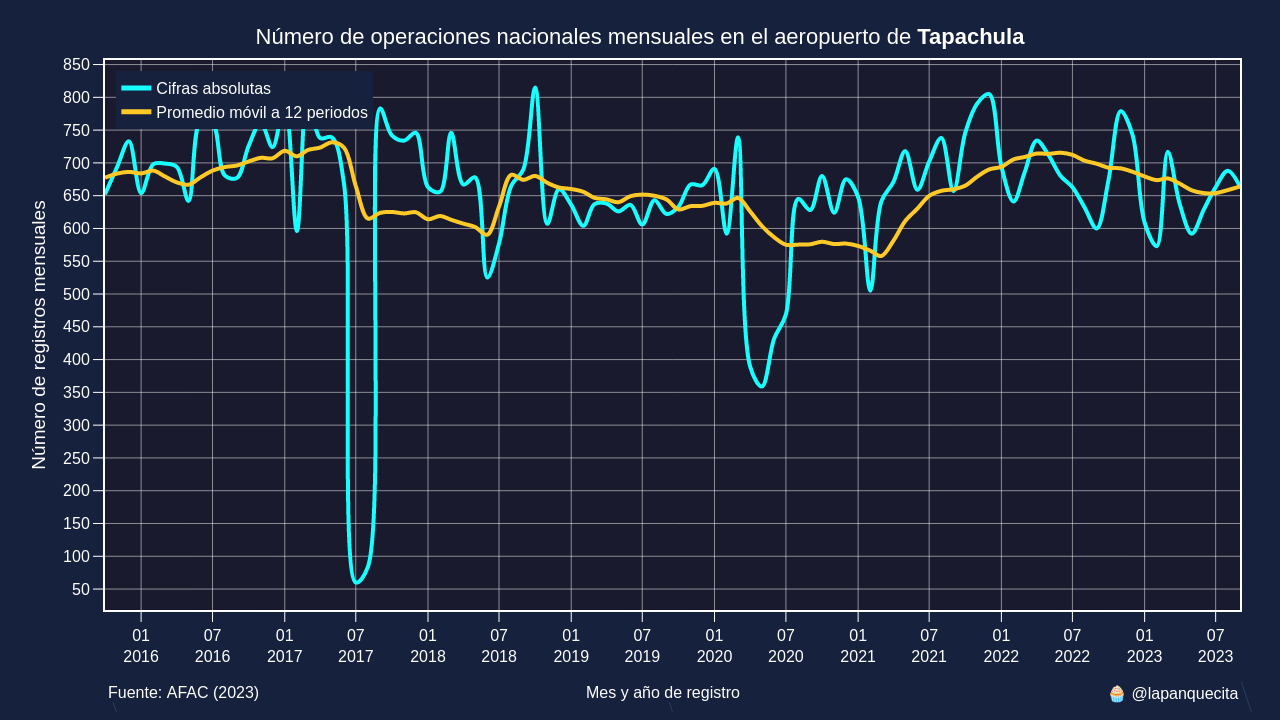 Número de operaciones nacionales mensuales en el aeropuerto de Tapachula
Cifras absolutas
Promedio móvil a 12 periodos
Número de registros mensuales
850
800
750
700
650
600
550
500
450
400
350
300
250
200
150
100
50
01 07 01 07 01 07 01 07 01 07 01 07 01 07 01 07
2016 2016 2017 2017 2018 2018 2019 2019 2020 2020 2021 2021 2022 2022 2023 2023
Fuente: AFAC (2023)
Mes y año de registro
🧁 @lapanquecita